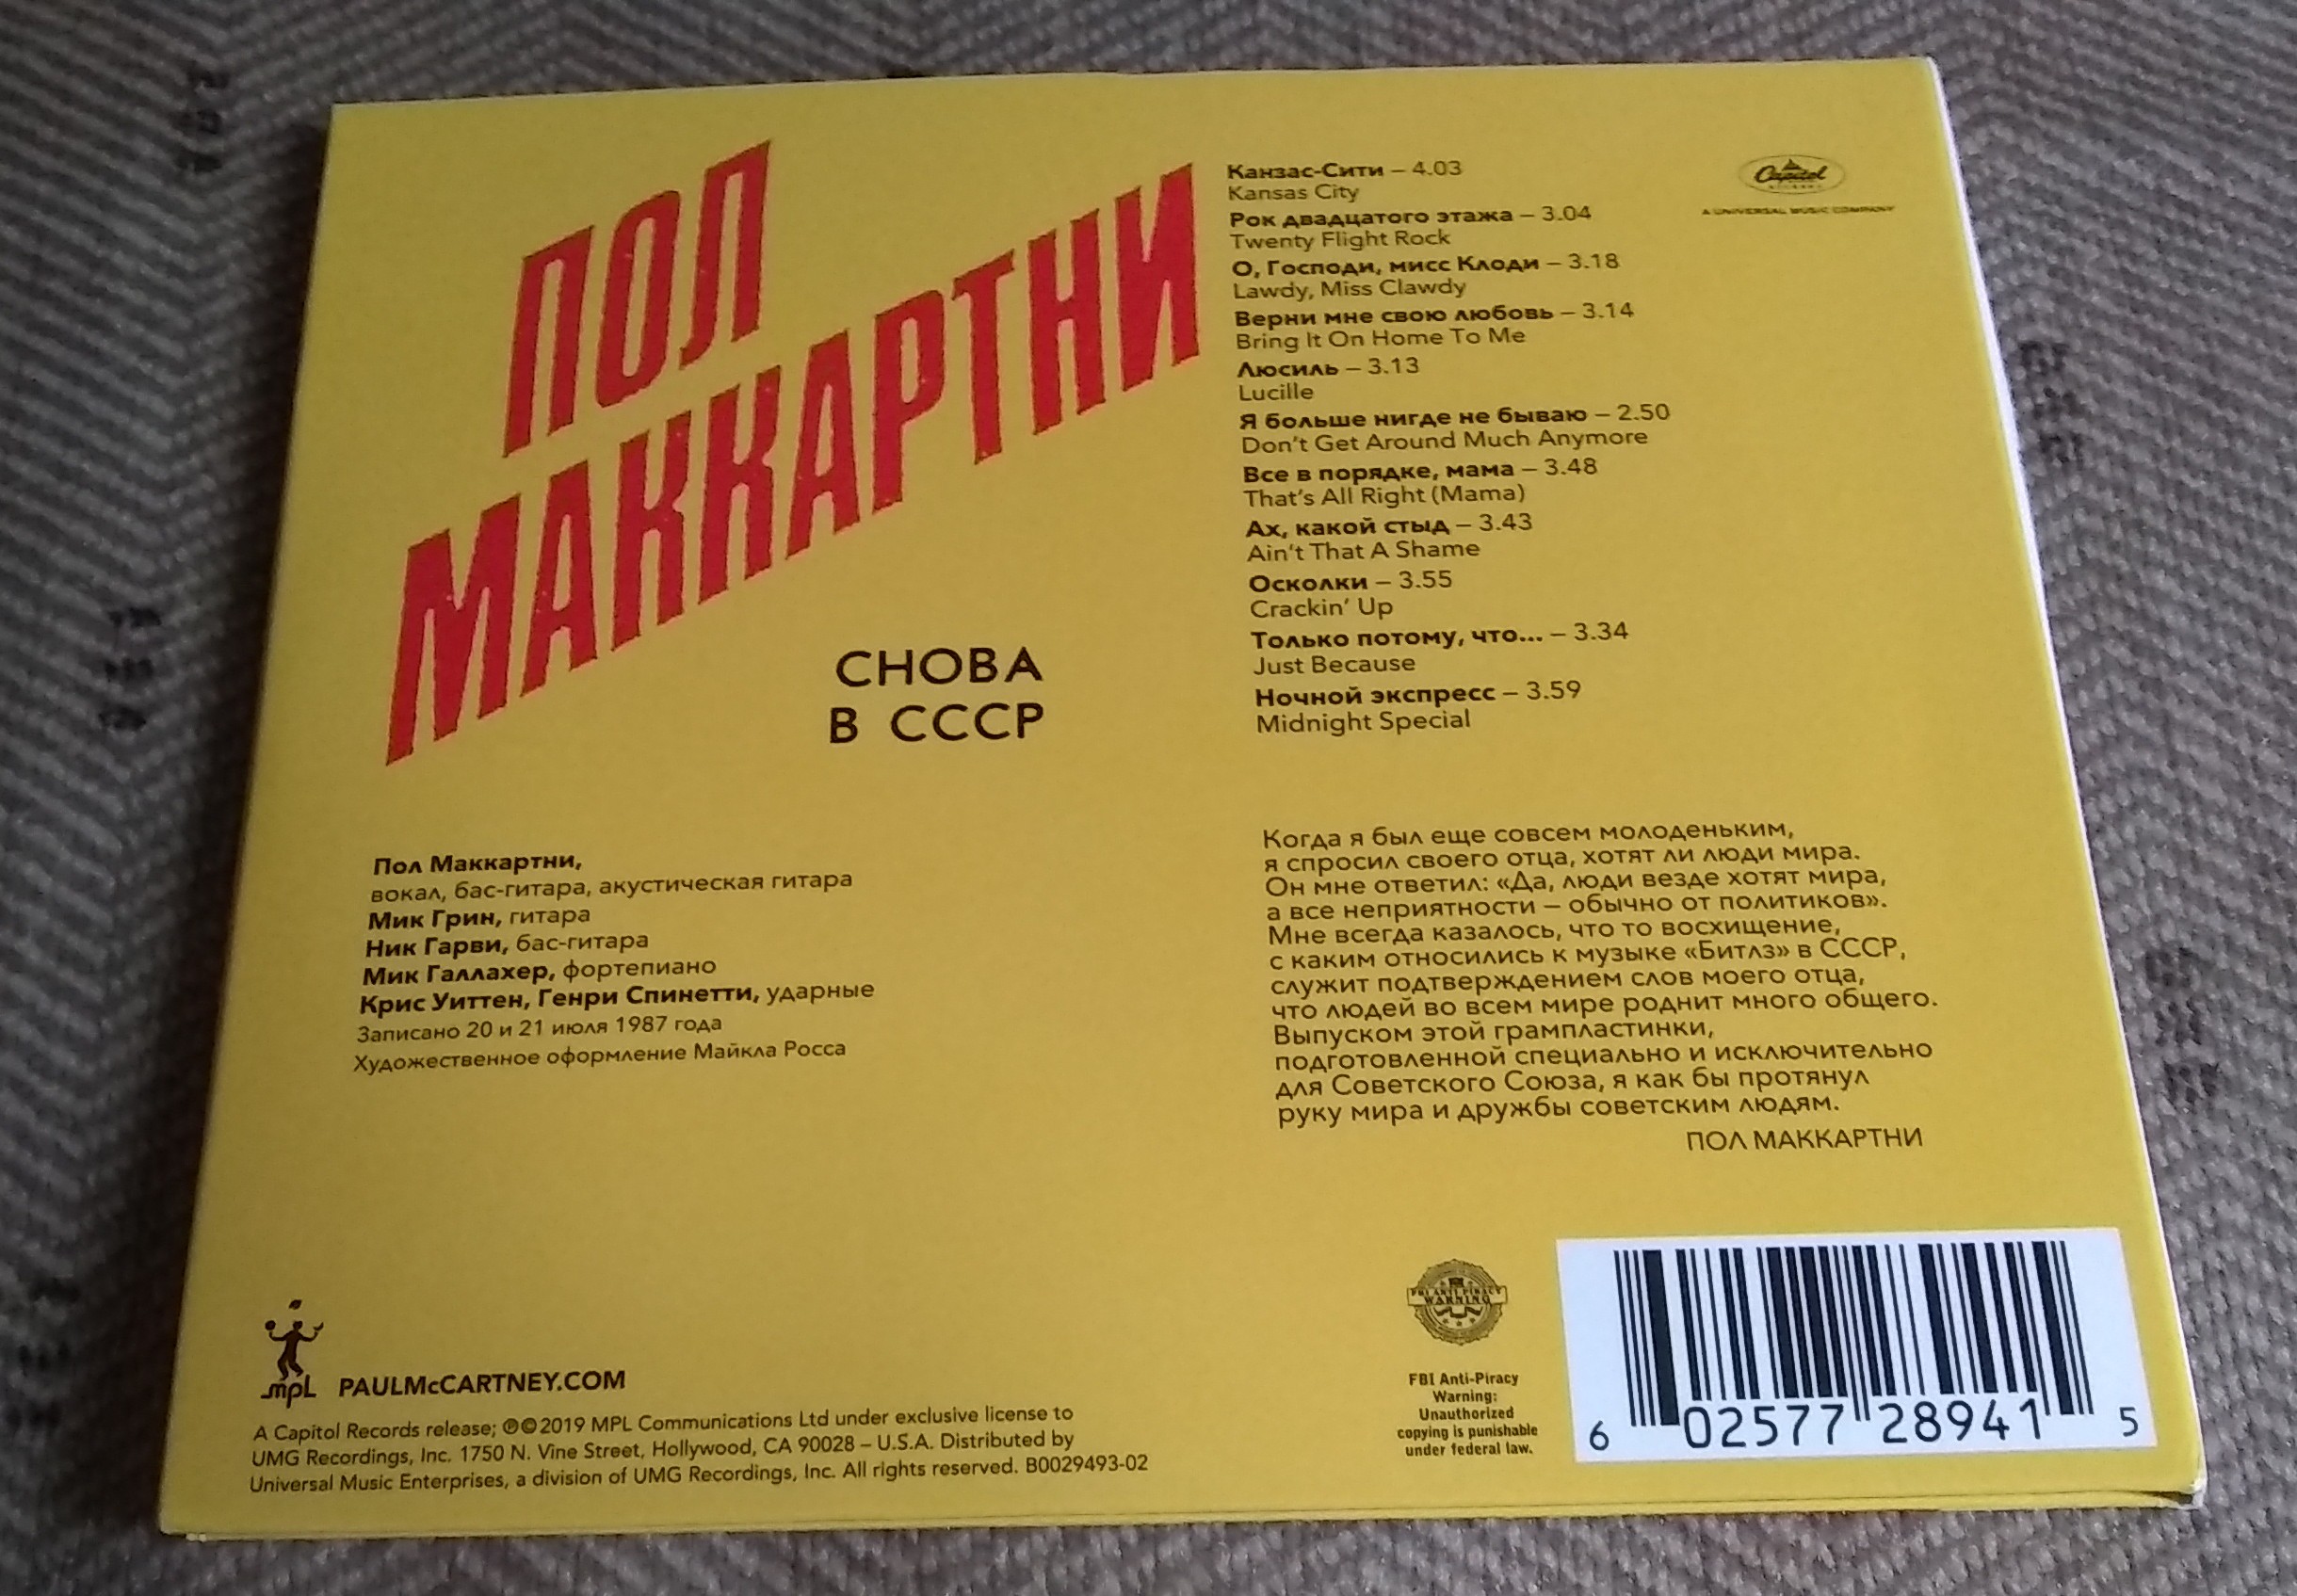 ПОЛ
МАККАРТНИ
СНОВА
В СССР
Канзас-Сити – 4.03
Kansas City
Рок двадцатого этажа – 3.04
Twenty Flight Rock
О, Господи, мисс Клоди – 3.18
Lawdy, Miss Clawdy
Верни мне свою любовь – 3.14
Bring It On Home To Me
Люсиль – 3.13
Lucille
Я больше нигде не бываю – 2.50
Don't Get Around Much Anymore
Все в порядке, мама – 3.48
That's All Right (Mama)
Ах, какой стыд – 3.43
Ain't That A Shame
Осколки – 3.55
Crackin' Up
Только потому, что... – 3.34
Just Because
Ночной экспресс – 3.59
Midnight Special
Capitol
RECORDS
A UNIVERSAL MUSIC COMPANY
Пол Маккартни,
вокал, бас-гитара, акустическая гитара
Мик Грин, гитара
Ник Гарви, бас-гитара
Мик Галлахер, фортепиано
Крис Уиттен, Генри Спинетти, ударные
Записано 20 и 21 июля 1987 года
Художественное оформление Майкла Росса
Когда я был еще совсем молоденьким,
я спросил своего отца, хотят ли люди мира.
Он мне ответил: «Да, люди везде хотят мира,
а все неприятности – обычно от политиков».
Мне всегда казалось, что то восхищение,
с каким относились к музыке «Битлз» в СССР,
служит подтверждением слов моего отца,
что людей во всем мире роднит много общего.
Выпуском этой грампластинки,
подготовленной специально и исключительно
для Советского Союза, я как бы протянул
руку мира и дружбы советским людям.
ПОЛ МАККАРТНИ
mpL PAULMcCARTNEY.COM
A Capitol Records release; ℗©2019 MPL Communications Ltd under exclusive license to
UMG Recordings, Inc. 1750 N. Vine Street, Hollywood, CA 90028 – U.S.A. Distributed by
Universal Music Enterprises, a division of UMG Recordings, Inc. All rights reserved. B0029493-02
FBI ANTI-PIRACY
WARNING
FBI Anti-Piracy
Warning:
Unauthorized
copying is punishable
under federal law.
6 02577 28941 5